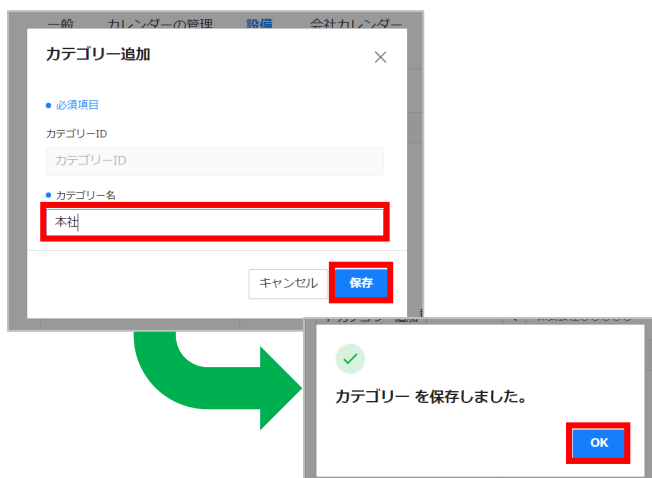 一般 カレンダーの管理 設備 会社カレンダー
カテゴリー追加
必須項目
カテゴリーID
カテゴリーID
カテゴリー名
本社
キャンセル 保存
カテゴリー を保存しました。
OK